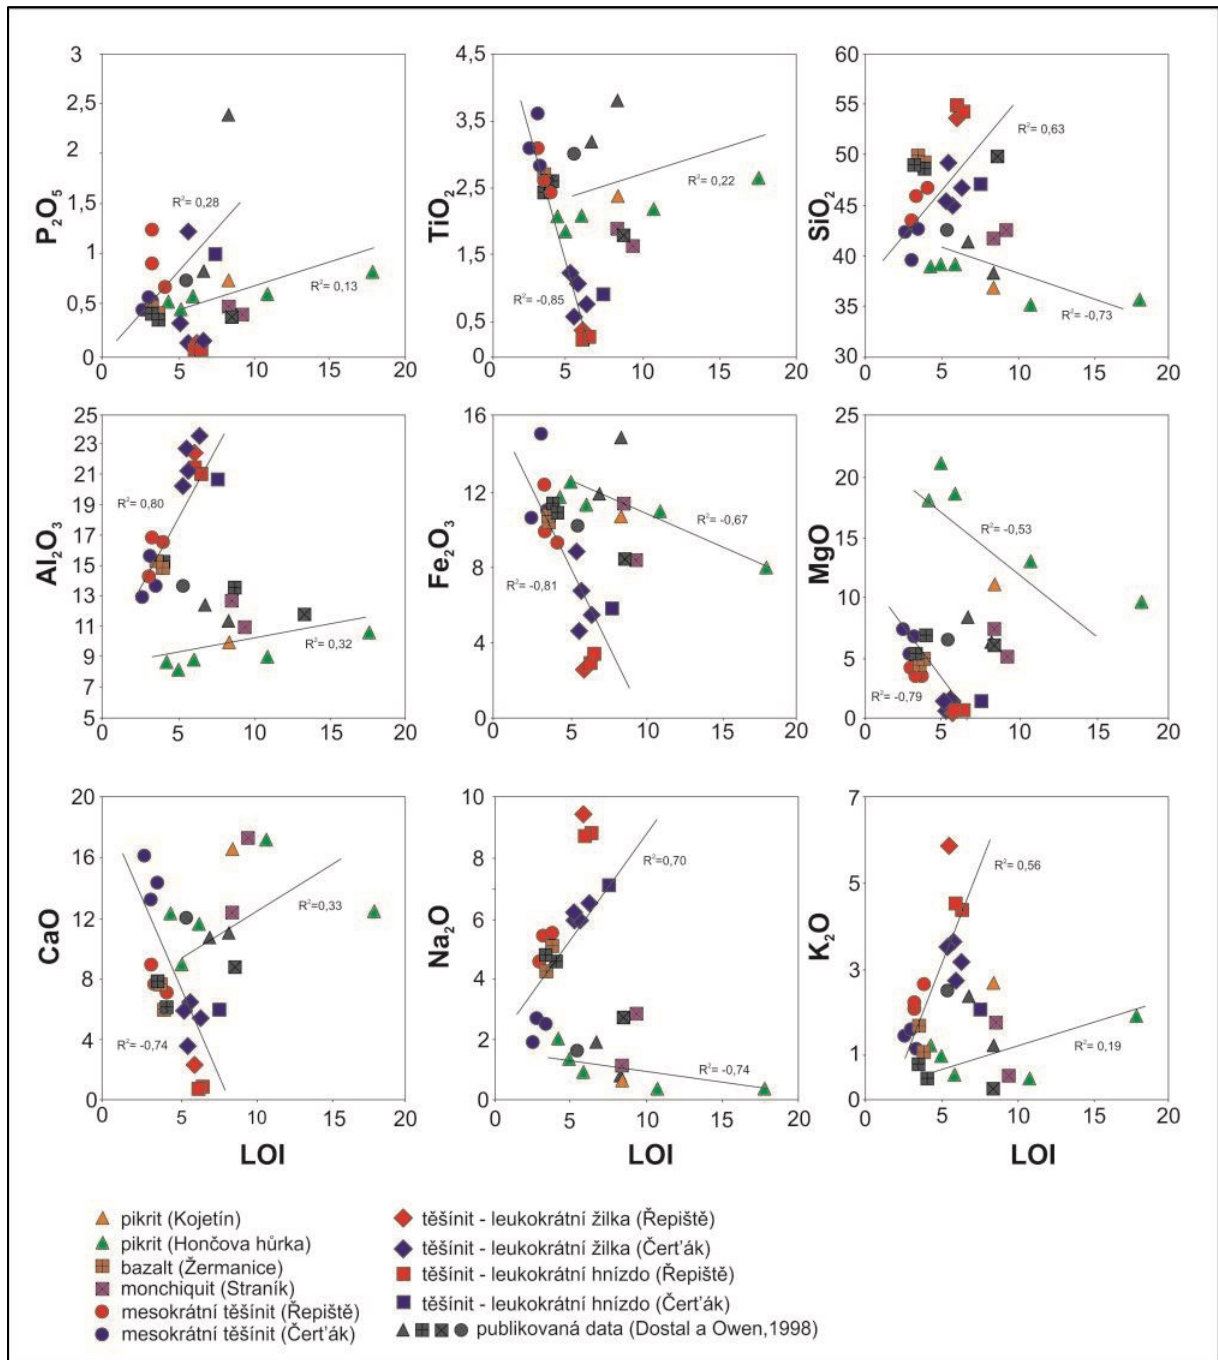 3
2,5
2
1,5
1
0,5
0
P2O5
R²= 0,28
R²= 0,13
0 5 10 15 20
4,5
3,5
2,5
1,5
0,5
0
TiO2
R²= 0,22
R²= -0,85
0 5 10 15 20
60
55
50
45
40
35
30
SiO2
R²= 0,63
R²= -0,73
0 5 10 15 20
25
23
21
19
17
15
13
11
9
7
5
Al2O3
R²= 0,80
R²= 0,32
0 5 10 15 20
16
12
8
4
0
Fe2O3
R²= -0,67
R²= -0,81
0 5 10 15 20
25
20
15
10
5
0
MgO
R²= -0,53
R²= -0,79
0 5 10 15 20
20
16
12
8
4
0
CaO
R²=0,33
R²= -0,74
0 5 10 15 20
LOI
10
8
6
4
2
0
Na2O
R²=0,70
R²= -0,74
0 5 10 15 20
LOI
7
5
3
1
0
K2O
R²= 0,56
R²= 0,19
0 5 10 15 20
LOI
pikrit (Kojetín)
pikrit (Hončova hůrka)
bazalt (Žermanice)
monchiquit (Straník)
mesokrátní těšínit (Řepiště)
mesokrátní těšínit (Čerťák)
těšínit - leukokrátní žilka (Řepiště)
těšínit - leukokrátní žilka (Čerťák)
těšínit - leukokrátní hnízdo (Řepiště)
těšínit - leukokrátní hnízdo (Čerťák)
publikovaná data (Dostal a Owen,1998)